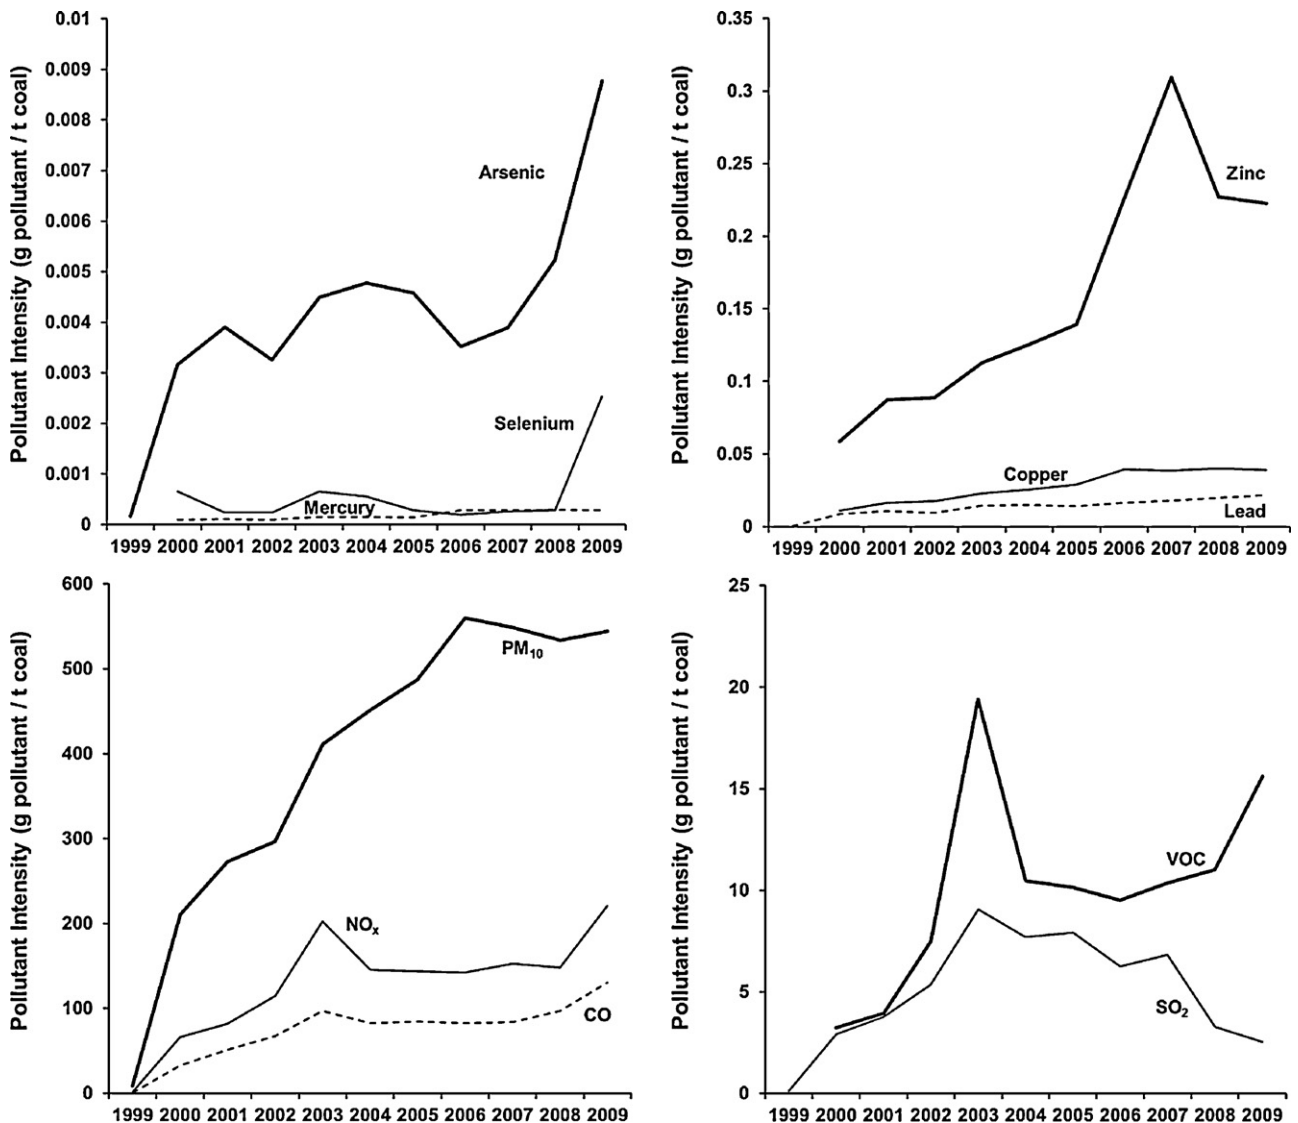 Pollutant Intensity (g pollutant / t coal)
0.01
0.009
0.008
0.007
0.006
0.005
0.004
0.003
0.002
0.001
0
Arsenic
Selenium
Mercury
1999 2000 2001 2002 2003 2004 2005 2006 2007 2008 2009
Pollutant Intensity (g pollutant / t coal)
0.35
0.3
0.25
0.2
0.15
0.1
0.05
0
Zinc
Copper
Lead
1999 2000 2001 2002 2003 2004 2005 2006 2007 2008 2009
Pollutant Intensity (g pollutant / t coal)
600
500
400
300
200
100
0
PM10
NOx
CO
1999 2000 2001 2002 2003 2004 2005 2006 2007 2008 2009
Pollutant Intensity (g pollutant / t coal)
25
20
15
10
5
0
VOC
SO2
1999 2000 2001 2002 2003 2004 2005 2006 2007 2008 2009